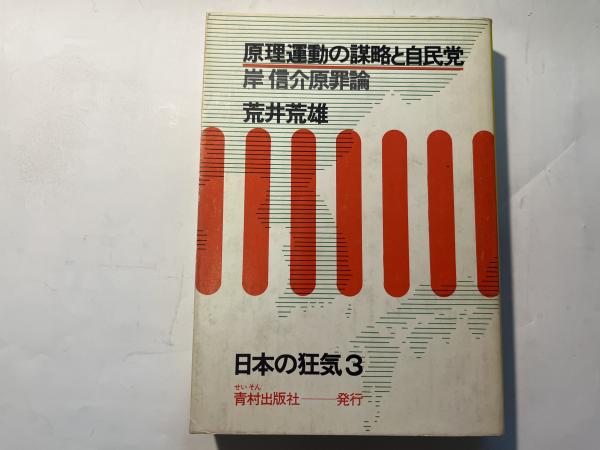 原理運動の謀略と自民党
岸信介原罪論
荒井荒雄
日本の狂気3
せいそん
青村出版社――発行